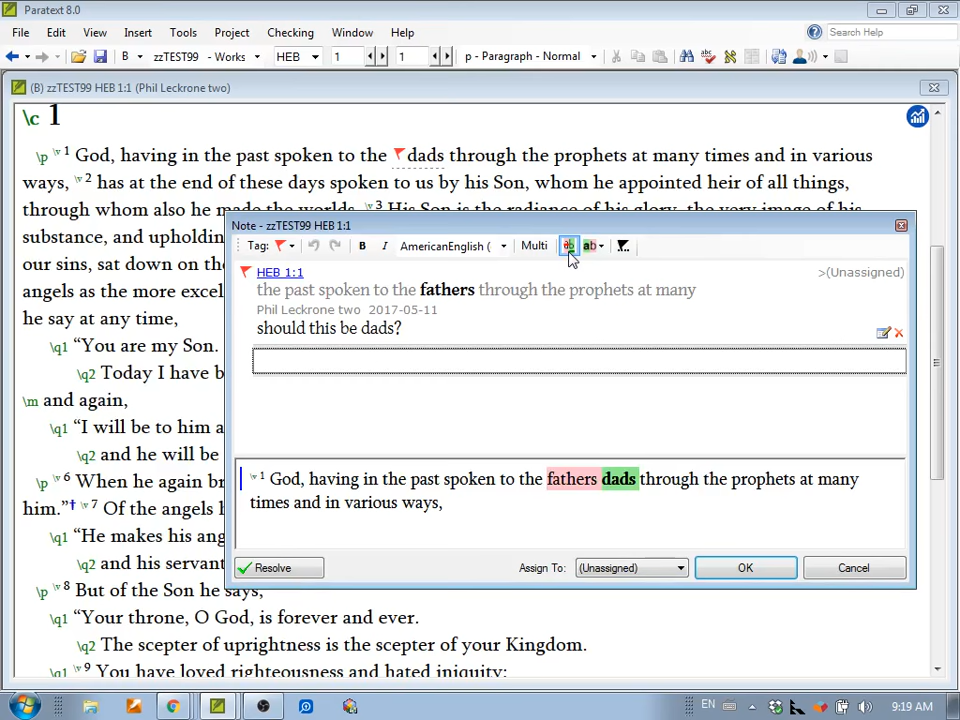 Paratext 8.0
File Edit View Insert Tools Project Checking Window Help Search Help
B zzTEST99 - Works HEB 1 1 p - Paragraph - Normal
(B) zzTEST99 HEB 1:1 (Phil Leckrone two)
\c 1
\p \v 1 God, having in the past spoken to the dads through the prophets at many times and in various
ways, \v 2 has at the end of these days spoken to us by his Son, whom he appointed heir of all things,
through whom also he made the worlds. \v 3 His Son is the radiance of his glory, the very image of his
substance, and upholdin
our sins, sat down on the
angels as the more excel
he say at any time,
\q1 “You are my Son.
\q2 Today I have b
\m and again,
\q1 “I will be to him a
\q2 and he will be
\p \v 6 When he again br
him.”† \v 7 Of the angels h
\q1 “He makes his ang
\q2 and his servant
\p \v 8 But of the Son he says,
\q1 “Your throne, O God, is forever and ever.
\q2 The scepter of uprightness is the scepter of your Kingdom.
\q1 \v 9 You have loved righteousness and hated iniquity;
Note - zzTEST99 HEB 1:1
Tag: B I AmericanEnglish ( Multi ab ab
HEB 1:1 >(Unassigned)
the past spoken to the fathers through the prophets at many
Phil Leckrone two 2017-05-11
should this be dads?
\v 1 God, having in the past spoken to the fathers dads through the prophets at many
times and in various ways,
Resolve Assign To: (Unassigned) OK Cancel
EN 9:19 AM